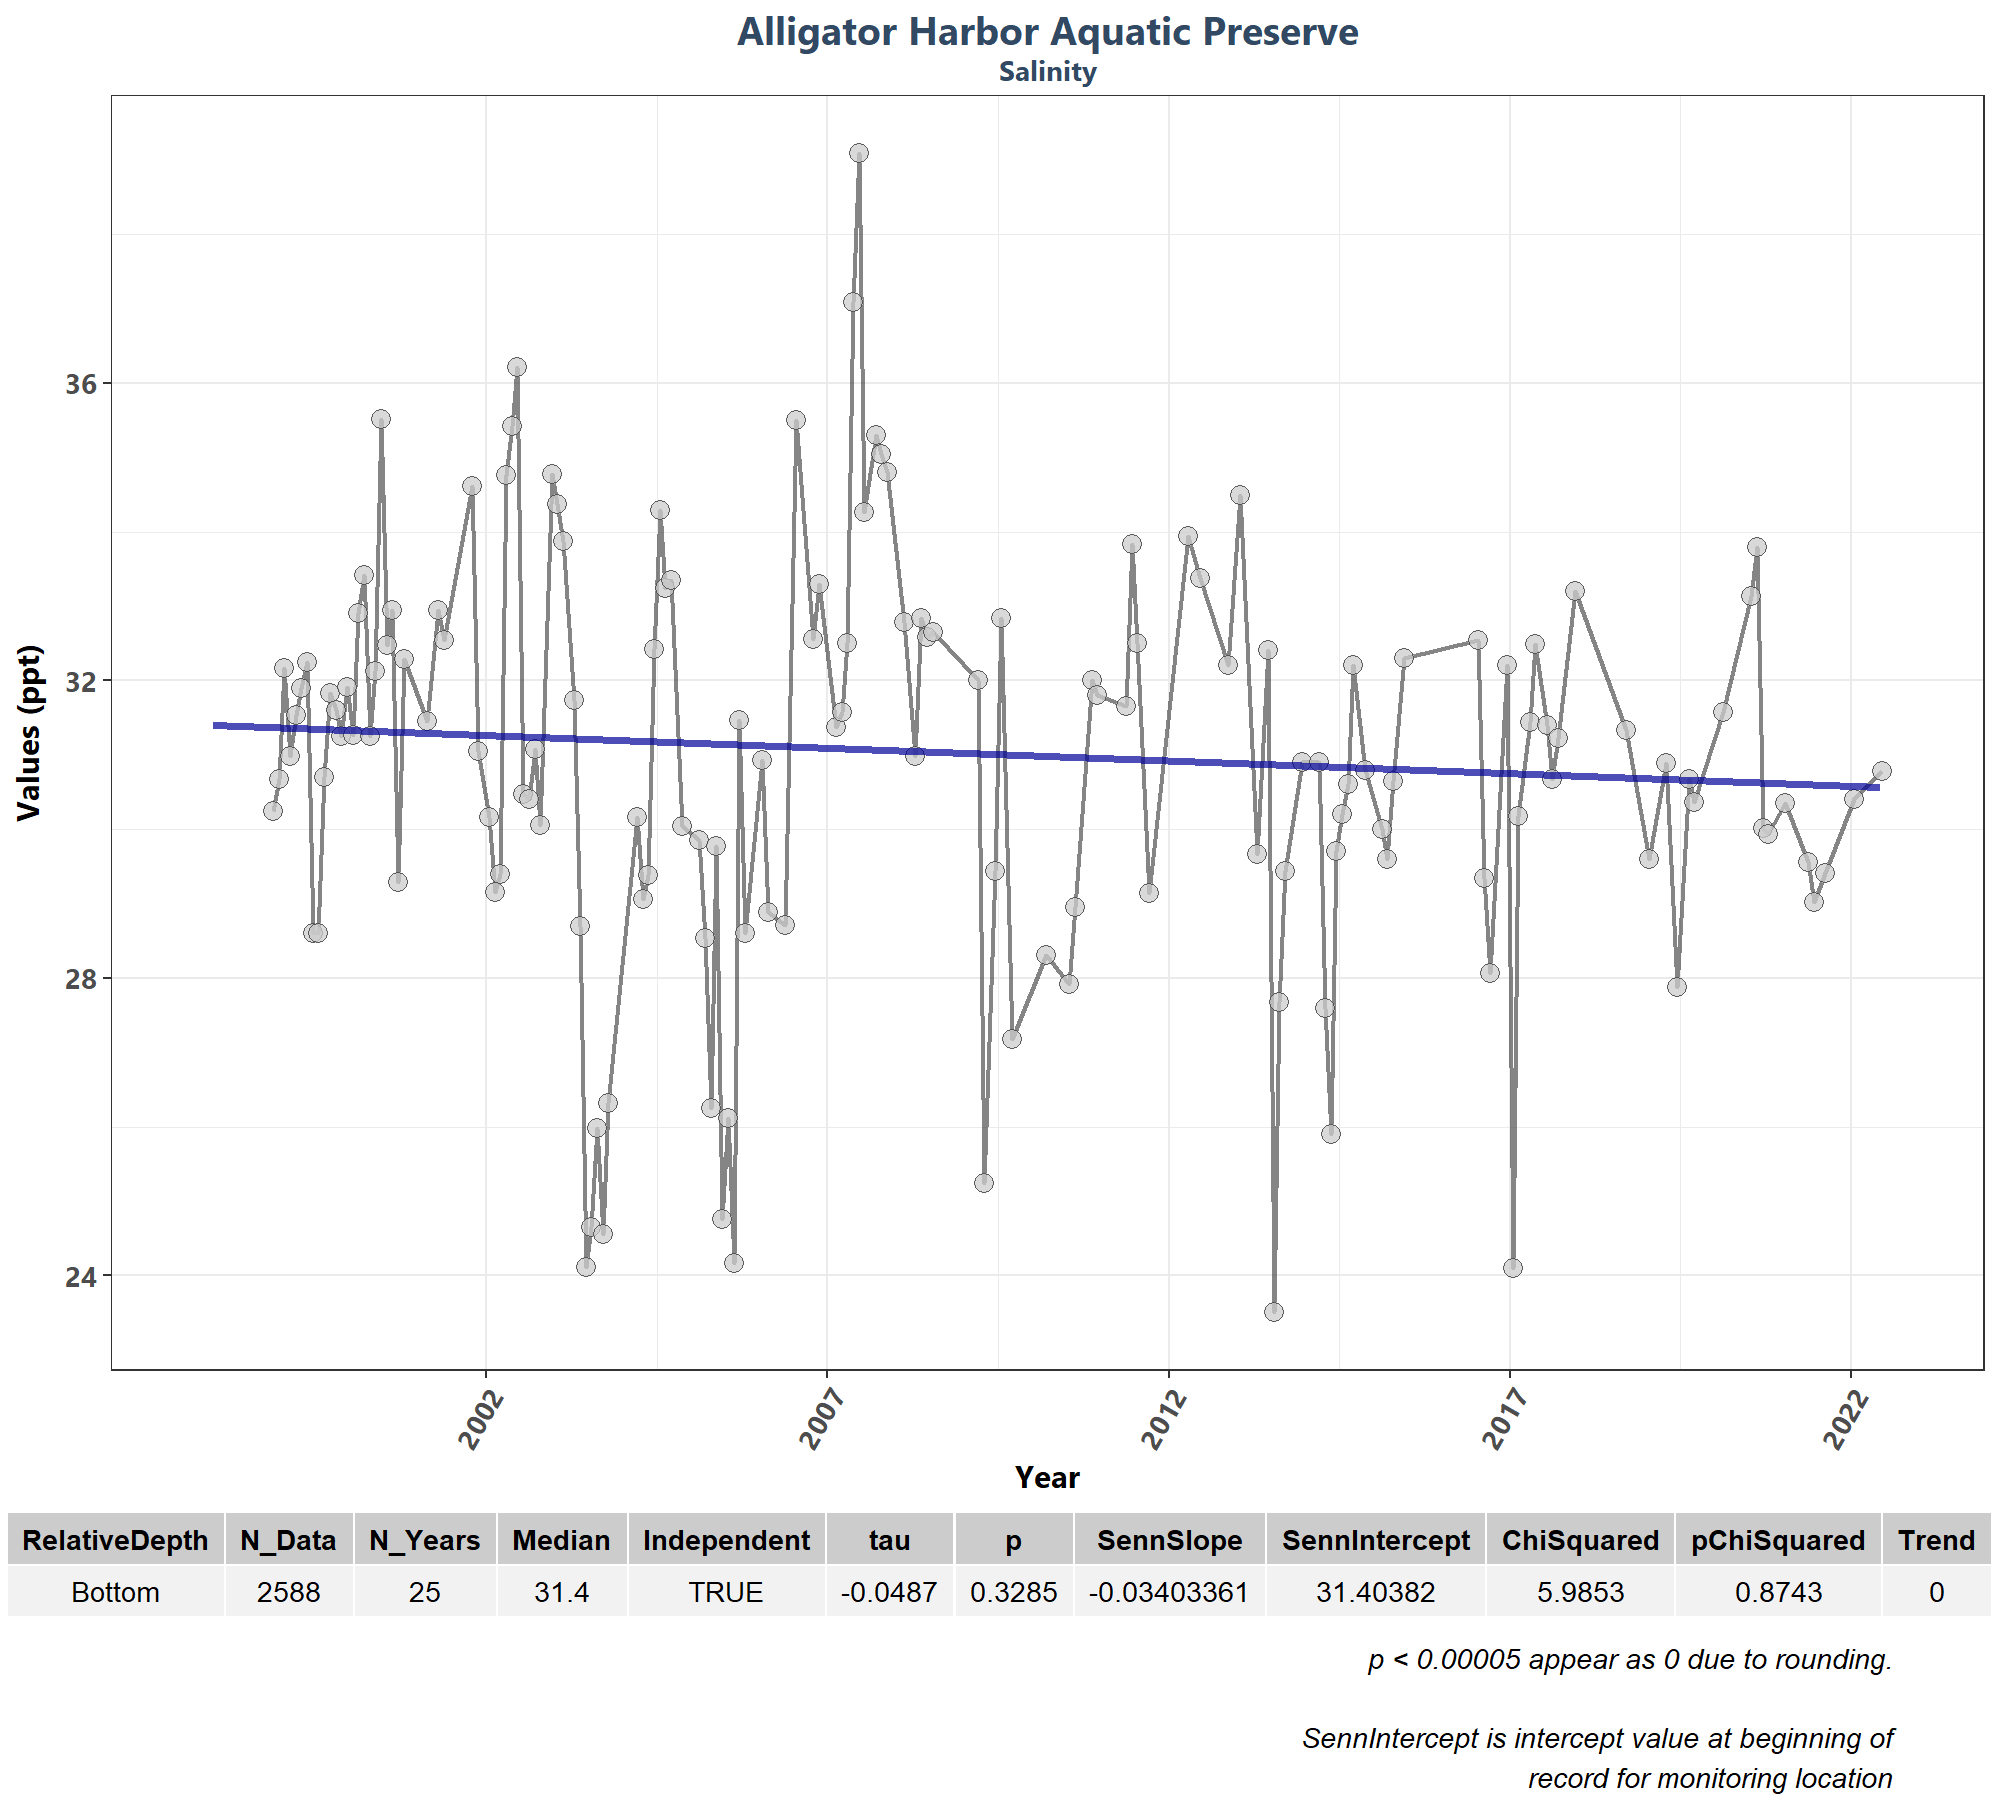 Alligator Harbor Aquatic Preserve
Salinity
Values (ppt)
36
32
28
24
2002 2007 2012 2017 2022
Year
RelativeDepth N_Data N_Years Median Independent tau p SennSlope SennIntercept ChiSquared pChiSquared Trend
Bottom 2588 25 31.4 TRUE -0.0487 0.3285 -0.03403361 31.40382 5.9853 0.8743 0
p < 0.00005 appear as 0 due to rounding.
SennIntercept is intercept value at beginning of
record for monitoring location